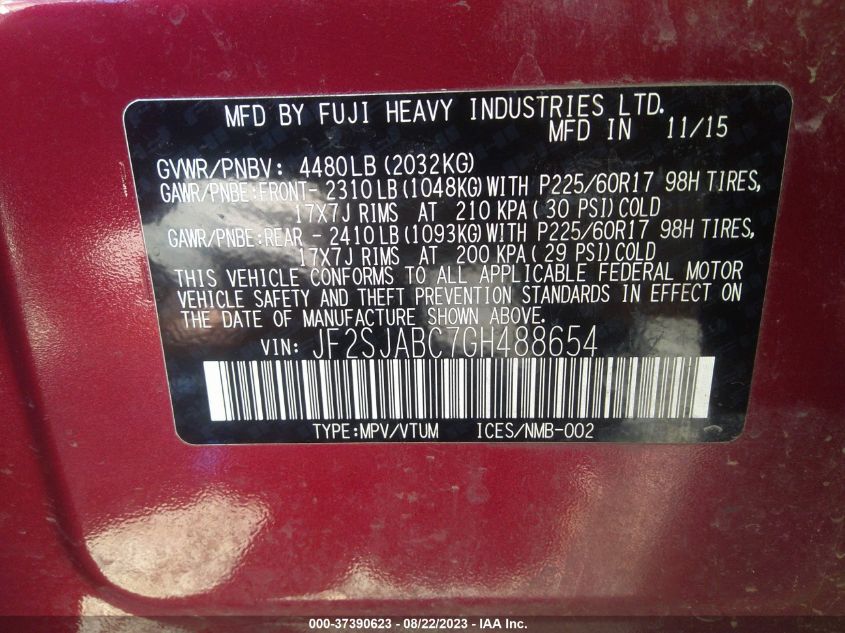 MFD BY FUJI HEAVY INDUSTRIES LTD.
MFD IN 11/15
GVWR/PNBV: 4480LB (2032KG)
GAWR/PNBE:FRONT- 2310LB (1048KG) WITH P225/60R17 98H TIRES,
17X7J RIMS AT 210 KPA ( 30 PSI) COLD
GAWR/PNBE:REAR - 2410LB (1093KG) WITH P225/60R17 98H TIRES,
17X7J RIMS AT 200 KPA ( 29 PSI) COLD
THIS VEHICLE CONFORMS TO ALL APPLICABLE FEDERAL MOTOR
VEHICLE SAFETY AND THEFT PREVENTION STANDARDS IN EFFECT ON
THE DATE OF MANUFACTURE SHOWN ABOVE.
VIN: JF2SJABC7GH488654
TYPE:MPV/VTUM ICES/NMB-002
000-37390623 - 08/22/2023 - Copyright © 2023 - IAA, Inc.